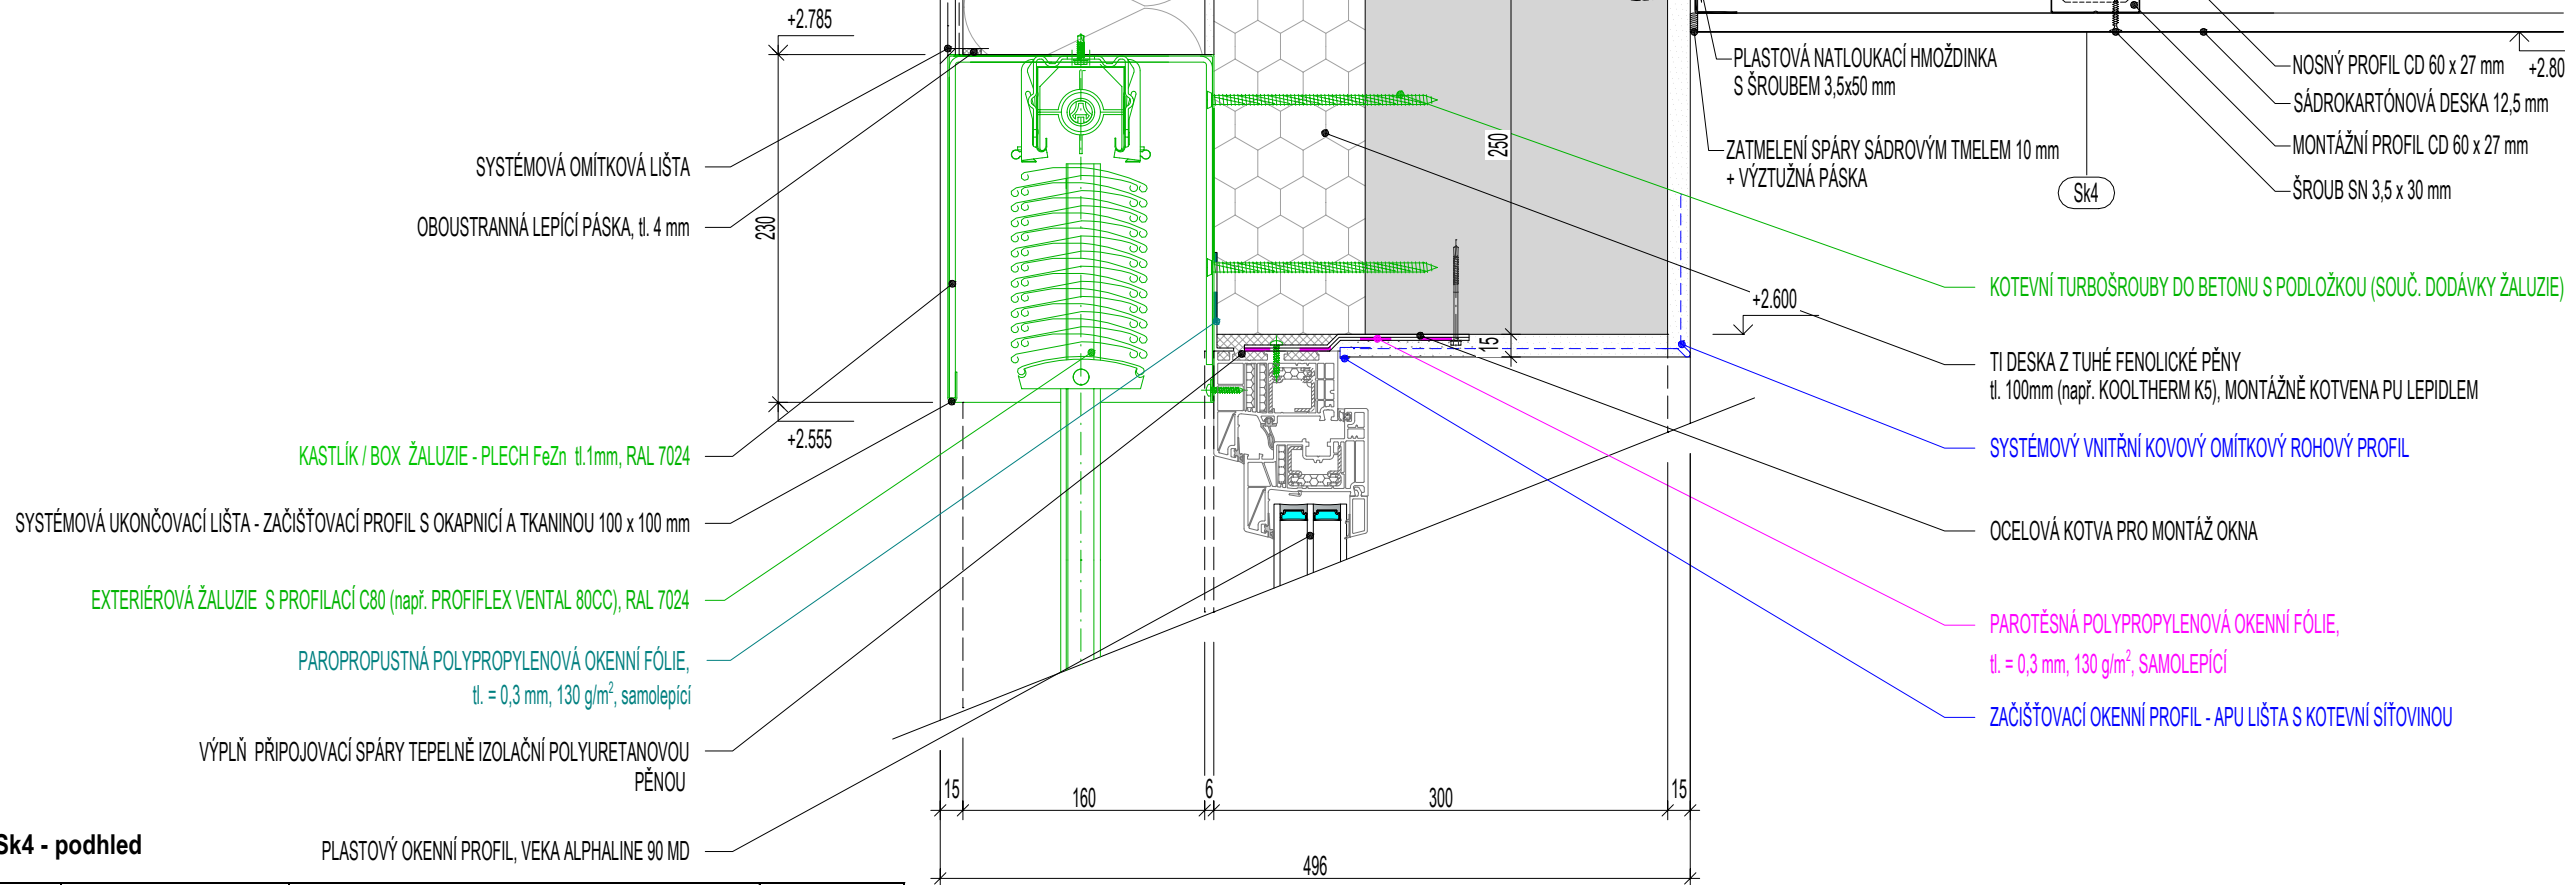 +2.785
SYSTÉMOVÁ OMÍTKOVÁ LIŠTA
OBOUSTRANNÁ LEPÍCÍ PÁSKA, tl. 4 mm
230
+2.555
KASTLÍK / BOX ŽALUZIE - PLECH FeZn tl.1mm, RAL 7024
SYSTÉMOVÁ UKONČOVACÍ LIŠTA - ZAČIŠŤOVACÍ PROFIL S OKAPNICÍ A TKANINOU 100 x 100 mm
EXTERIÉROVÁ ŽALUZIE S PROFILACÍ C80 (např. PROFIFLEX VENTAL 80CC), RAL 7024
PAROPROPUSTNÁ POLYPROPYLENOVÁ OKENNÍ FÓLIE,
tl. = 0,3 mm, 130 g/m², samolepící
VÝPLŇ PŘIPOJOVACÍ SPÁRY TEPELNĚ IZOLAČNÍ POLYURETANOVOU
PĚNOU
PLASTOVÝ OKENNÍ PROFIL, VEKA ALPHALINE 90 MD
Sk4 - podhled
15
160
6
300
15
496
250
15
PLASTOVÁ NATLOUKACÍ HMOŽDINKA
S ŠROUBEM 3,5x50 mm
ZATMELENÍ SPÁRY SÁDROVÝM TMELEM 10 mm
+ VÝZTUŽNÁ PÁSKA
Sk4
+2.600
NOSNÝ PROFIL CD 60 x 27 mm
+2.80
SÁDROKARTÓNOVÁ DESKA 12,5 mm
MONTÁŽNÍ PROFIL CD 60 x 27 mm
ŠROUB SN 3,5 x 30 mm
KOTEVNÍ TURBOŠROUBY DO BETONU S PODLOŽKOU (SOUČ. DODÁVKY ŽALUZIE)
TI DESKA Z TUHÉ FENOLICKÉ PĚNY
tl. 100mm (např. KOOLTHERM K5), MONTÁŽNĚ KOTVENA PU LEPIDLEM
SYSTÉMOVÝ VNITŘNÍ KOVOVÝ OMÍTKOVÝ ROHOVÝ PROFIL
OCELOVÁ KOTVA PRO MONTÁŽ OKNA
PAROTĚSNÁ POLYPROPYLENOVÁ OKENNÍ FÓLIE,
tl. = 0,3 mm, 130 g/m², SAMOLEPÍCÍ
ZAČIŠŤOVACÍ OKENNÍ PROFIL - APU LIŠTA S KOTEVNÍ SÍŤOVINOU